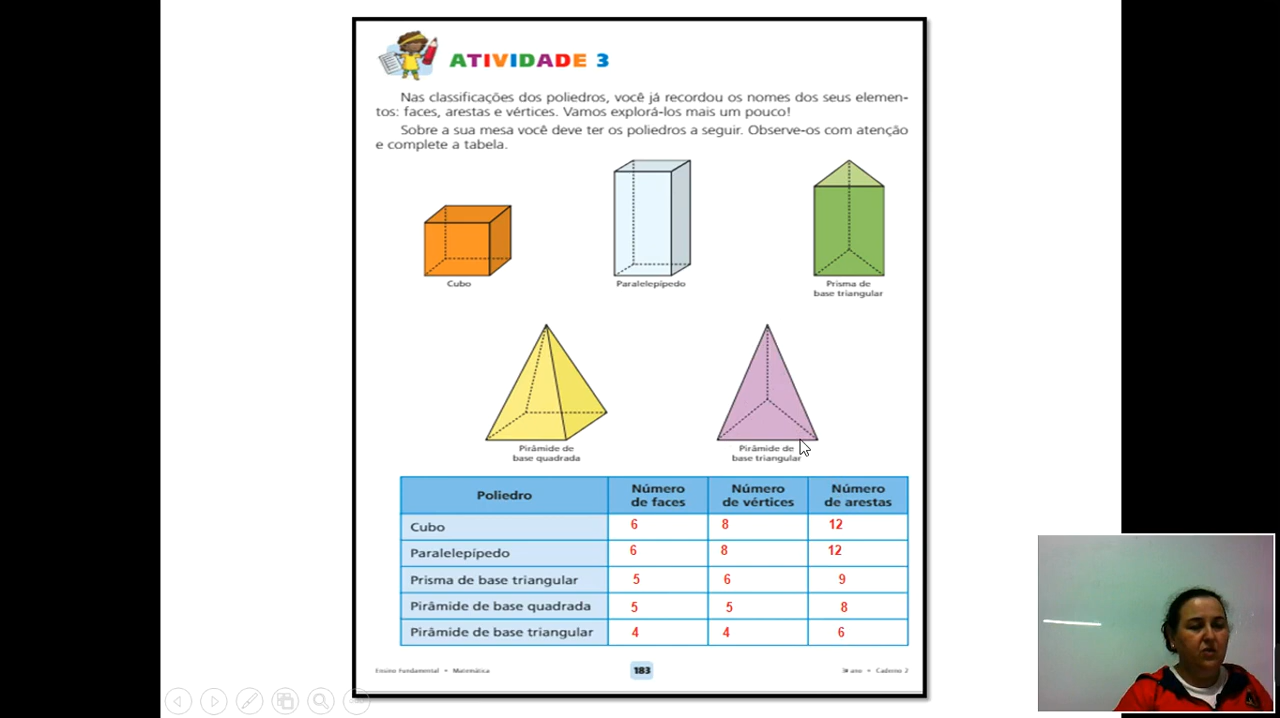 ATIVIDADE 3
Nas classificações dos poliedros, você já recordou os nomes dos seus elemen-
tos: faces, arestas e vértices. Vamos explorá-los mais um pouco!
Sobre a sua mesa você deve ter os poliedros a seguir. Observe-os com atenção
e complete a tabela.
Cubo
Paralelepípedo
Prisma de
base triangular
Pirâmide de
base quadrada
Pirâmide de
base triangular
Poliedro
Número
de faces
Número
de vértices
Número
de arestas
Cubo 6 8 12
Paralelepípedo 6 8 12
Prisma de base triangular 5 6 9
Pirâmide de base quadrada 5 5 8
Pirâmide de base triangular 4 4 6
Ensino Fundamental • Matemática 183 3º ano • Caderno 2